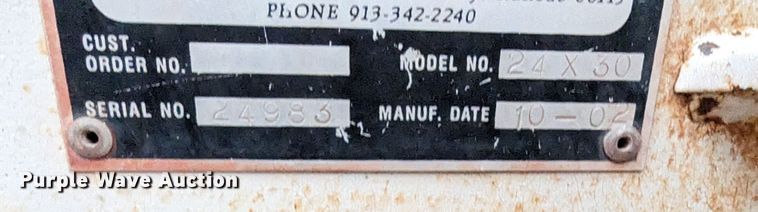 PHONE 913-342-2240
CUST.
ORDER NO.
MODEL NO. 24 X 30
SERIAL NO. 24983
MANUF. DATE 10-02
Purple Wave Auction